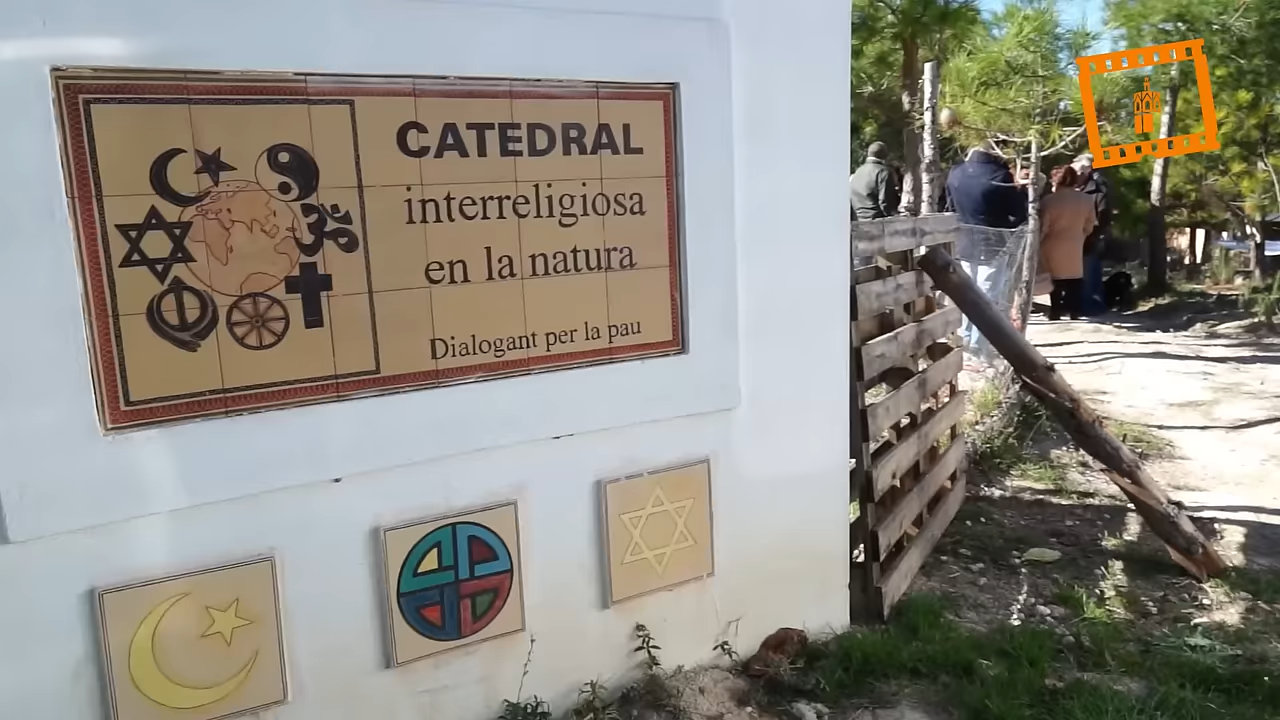 CATEDRAL
interreligiosa
en la natura
Dialogant per la pau